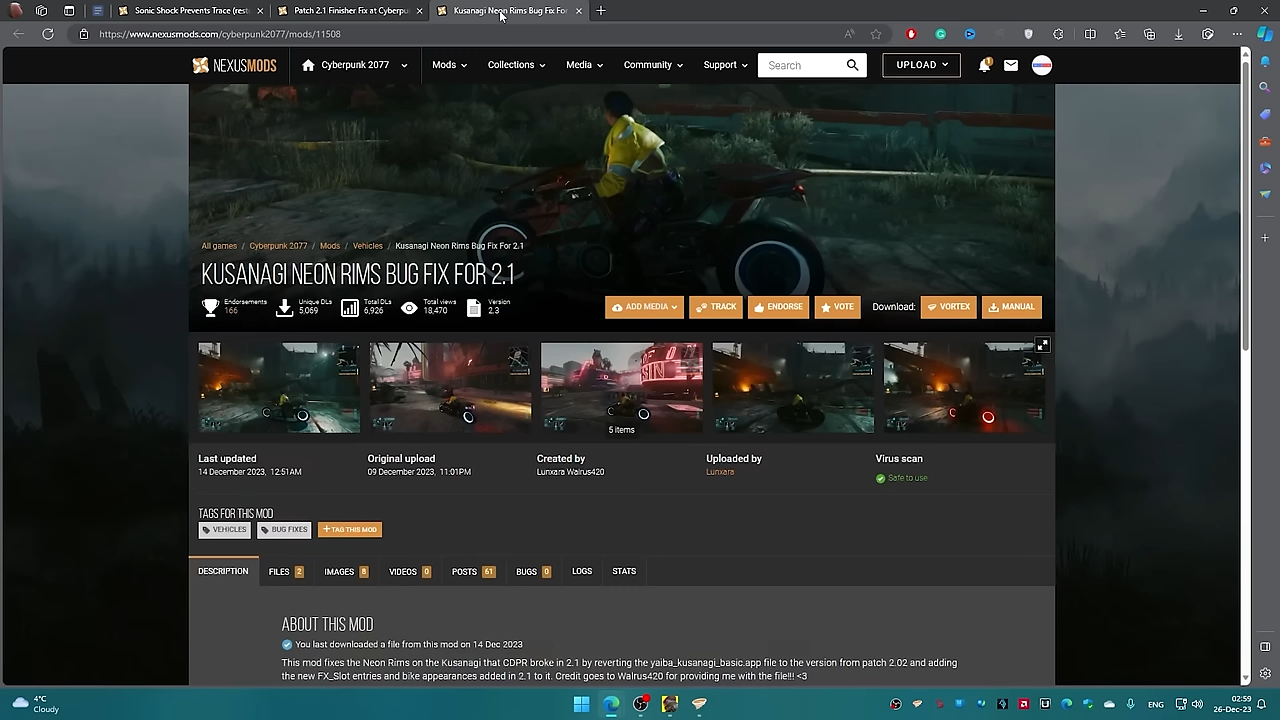 Sonic Shock Prevents Trace (rest
Patch 2.1 Finisher Fix at Cyberpu
Kusanagi Neon Rims Bug Fix For
https://www.nexusmods.com/cyberpunk2077/mods/11508
NEXUSMODS
Cyberpunk 2077
Mods
Collections
Media
Community
Support
Search
UPLOAD
1
All games / Cyberpunk 2077 / Mods / Vehicles / Kusanagi Neon Rims Bug Fix For 2.1
KUSANAGI NEON RIMS BUG FIX FOR 2.1
Endorsements
166
Unique DLs
5,069
Total DLs
6,926
Total views
18,470
Version
2.3
ADD MEDIA
TRACK
ENDORSE
VOTE
Download:
VORTEX
MANUAL
5 items
Last updated
14 December 2023, 12:51AM
Original upload
09 December 2023, 11:01PM
Created by
Lunxara Walrus420
Uploaded by
Lunxara
Virus scan
Safe to use
TAGS FOR THIS MOD
VEHICLES
BUG FIXES
+ TAG THIS MOD
DESCRIPTION
FILES 2
IMAGES 8
VIDEOS 0
POSTS 61
BUGS 0
LOGS
STATS
ABOUT THIS MOD
You last downloaded a file from this mod on 14 Dec 2023
This mod fixes the Neon Rims on the Kusanagi that CDPR broke in 2.1 by reverting the yaiba_kusanagi_basic.app file to the version from patch 2.02 and adding
the new FX_Slot entries and bike appearances added in 2.1 to it. Credit goes to Walrus420 for providing me with the file!!! <3
4°C
Cloudy
ENG
02:59
26-Dec-23